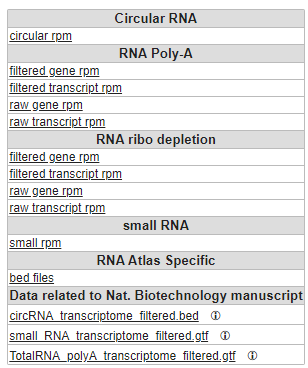 Circular RNA
circular rpm
RNA Poly-A
filtered gene rpm
filtered transcript rpm
raw gene rpm
raw transcript rpm
RNA ribo depletion
filtered gene rpm
filtered transcript rpm
raw gene rpm
raw transcript rpm
small RNA
small rpm
RNA Atlas Specific
bed files
Data related to Nat. Biotechnology manuscript
circRNA_transcriptome_filtered.bed
small_RNA_transcriptome_filtered.gtf
TotalRNA_polyA_transcriptome_filtered.gtf